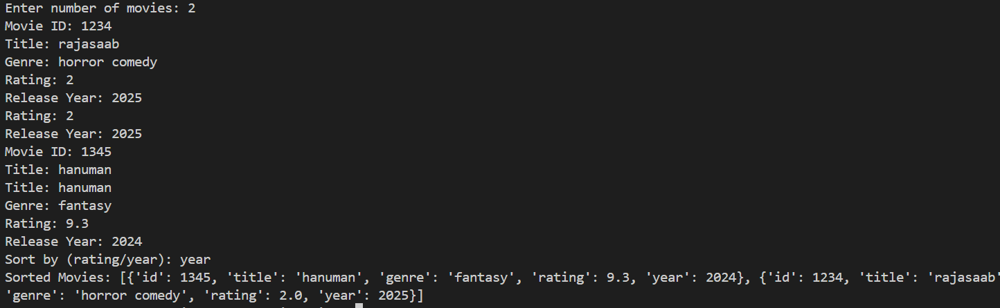 Enter number of movies: 2
Movie ID: 1234
Title: rajasaab
Genre: horror comedy
Rating: 2
Release Year: 2025
Rating: 2
Release Year: 2025
Movie ID: 1345
Title: hanuman
Title: hanuman
Genre: fantasy
Rating: 9.3
Release Year: 2024
Sort by (rating/year): year
Sorted Movies: [{'id': 1345, 'title': 'hanuman', 'genre': 'fantasy', 'rating': 9.3, 'year': 2024}, {'id': 1234, 'title': 'rajasaab'
'genre': 'horror comedy', 'rating': 2.0, 'year': 2025}]